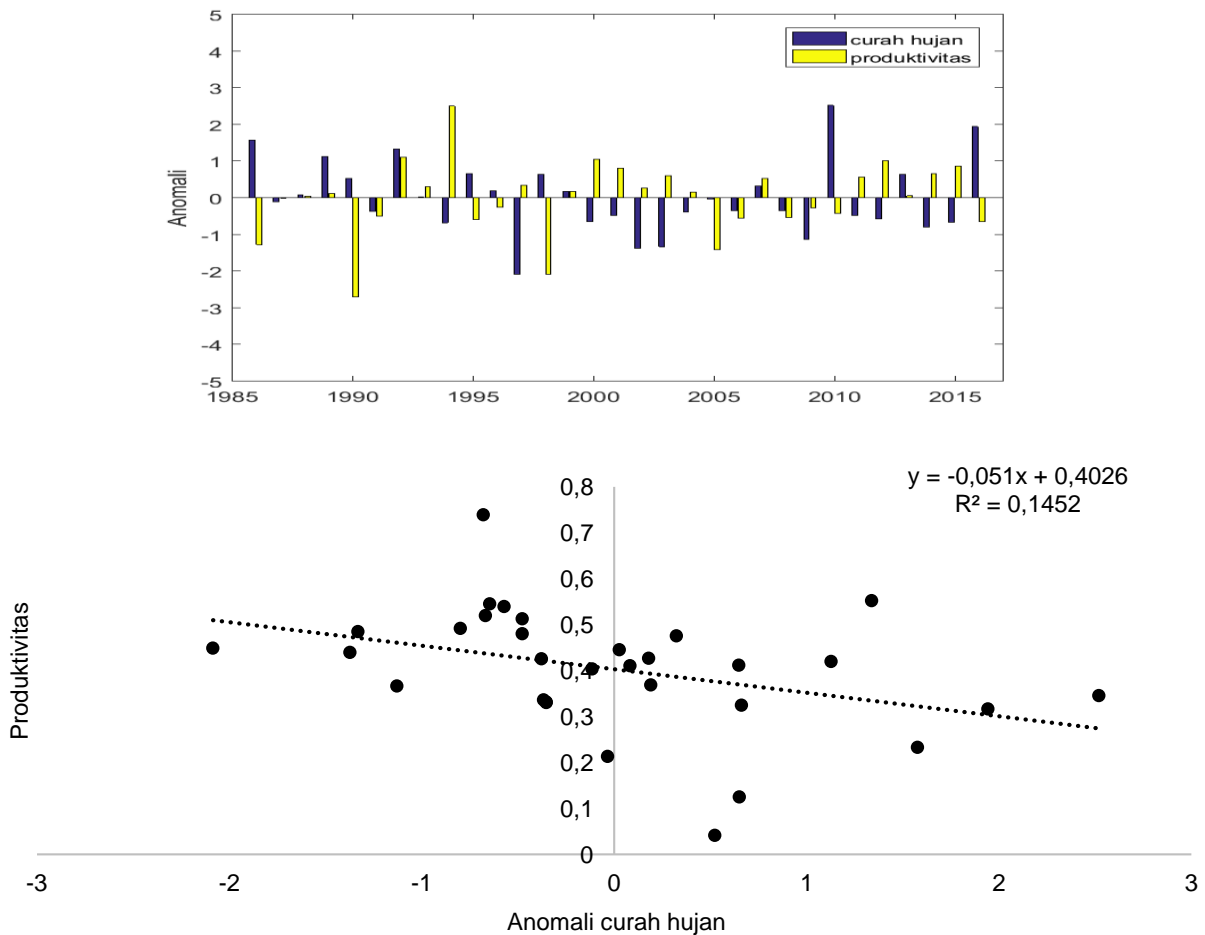 5
4
3
2
1
0
-1
-2
-3
-4
-5
Anomali
curah hujan
produktivitas
1985 1990 1995 2000 2005 2010 2015
y = -0,051x + 0,4026
R² = 0,1452
0,8
0,7
0,6
0,5
0,4
0,3
0,2
0,1
0
Produktivitas
-3 -2 -1 0 1 2 3
Anomali curah hujan